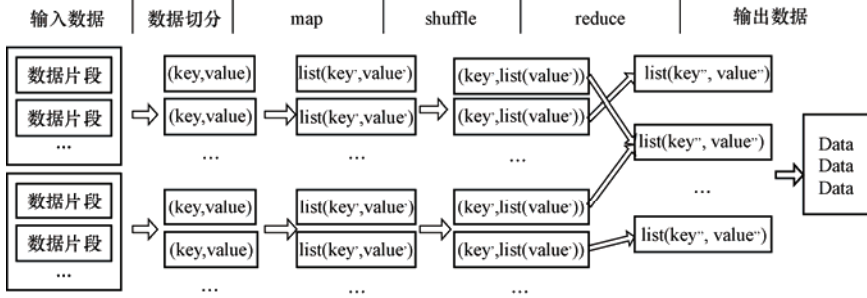 输入数据 数据切分 map shuffle reduce 输出数据
数据片段
数据片段
...
(key,value)
(key,value)
...
list(key',value')
list(key',value')
...
(key',list(value'))
(key',list(value'))
...
list(key'', value'')
list(key'', value'')
...
list(key'', value'')
Data
Data
Data
数据片段
数据片段
...
(key,value)
(key,value)
...
list(key',value')
list(key',value')
...
(key',list(value'))
(key',list(value'))
...